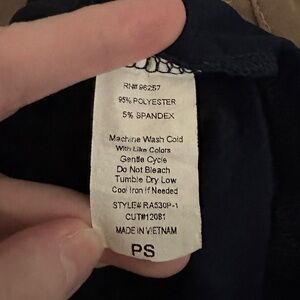 RN# 96257
95% POLYESTER
5% SPANDEX
Machine Wash Cold
With Like Colors
Gentle Cycle
Do Not Bleach
Tumble Dry Low
Cool Iron If Needed
STYLE# RA530P-1
CUT#12081
MADE IN VIETNAM
PS